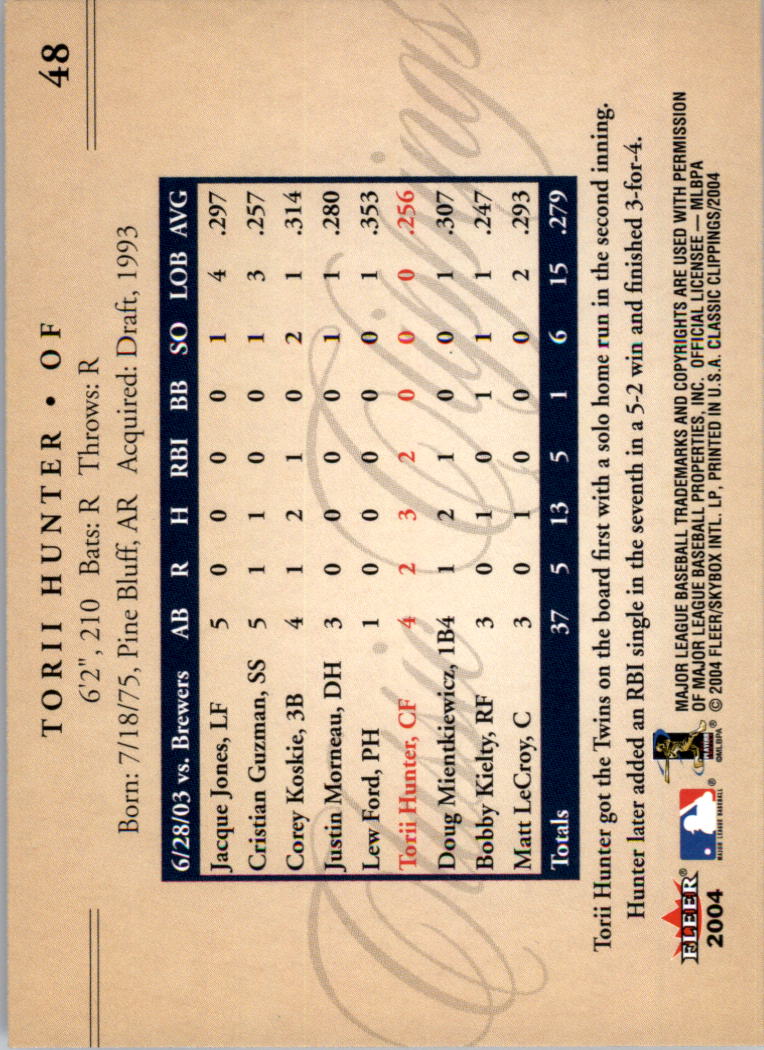 48
TORII HUNTER • OF
6'2", 210 Bats: R Throws: R
Born: 7/18/75, Pine Bluff, AR Acquired: Draft, 1993
6/28/03 vs. Brewers AB R H RBI BB SO LOB AVG
Jacque Jones, LF 5 0 0 0 0 1 4 .297
Cristian Guzman, SS 5 1 1 0 0 1 3 .257
Corey Koskie, 3B 4 1 2 1 0 2 1 .314
Justin Morneau, DH 3 0 0 0 0 1 1 .280
Lew Ford, PH 1 0 0 0 0 0 1 .353
Torii Hunter, CF 4 2 3 2 0 0 0 .256
Doug Mientkiewicz, 1B4 1 2 1 0 0 1 .307
Bobby Kielty, RF 3 0 1 0 1 1 1 .247
Matt LeCroy, C 3 0 1 0 0 0 2 .293
Totals 37 5 13 5 1 6 15 .279
Classic Clippings
Torii Hunter got the Twins on the board first with a solo home run in the second inning.
Hunter later added an RBI single in the seventh in a 5-2 win and finished 3-for-4.
FLEER®
2004
MAJOR LEAGUE BASEBALL ®
©MLBPA ®
MAJOR LEAGUE BASEBALL TRADEMARKS AND COPYRIGHTS ARE USED WITH PERMISSION
OF MAJOR LEAGUE BASEBALL PROPERTIES, INC. OFFICIAL LICENSEE — MLBPA
© 2004 FLEER/SKYBOX INTL. LP, PRINTED IN U.S.A. CLASSIC CLIPPINGS/2004